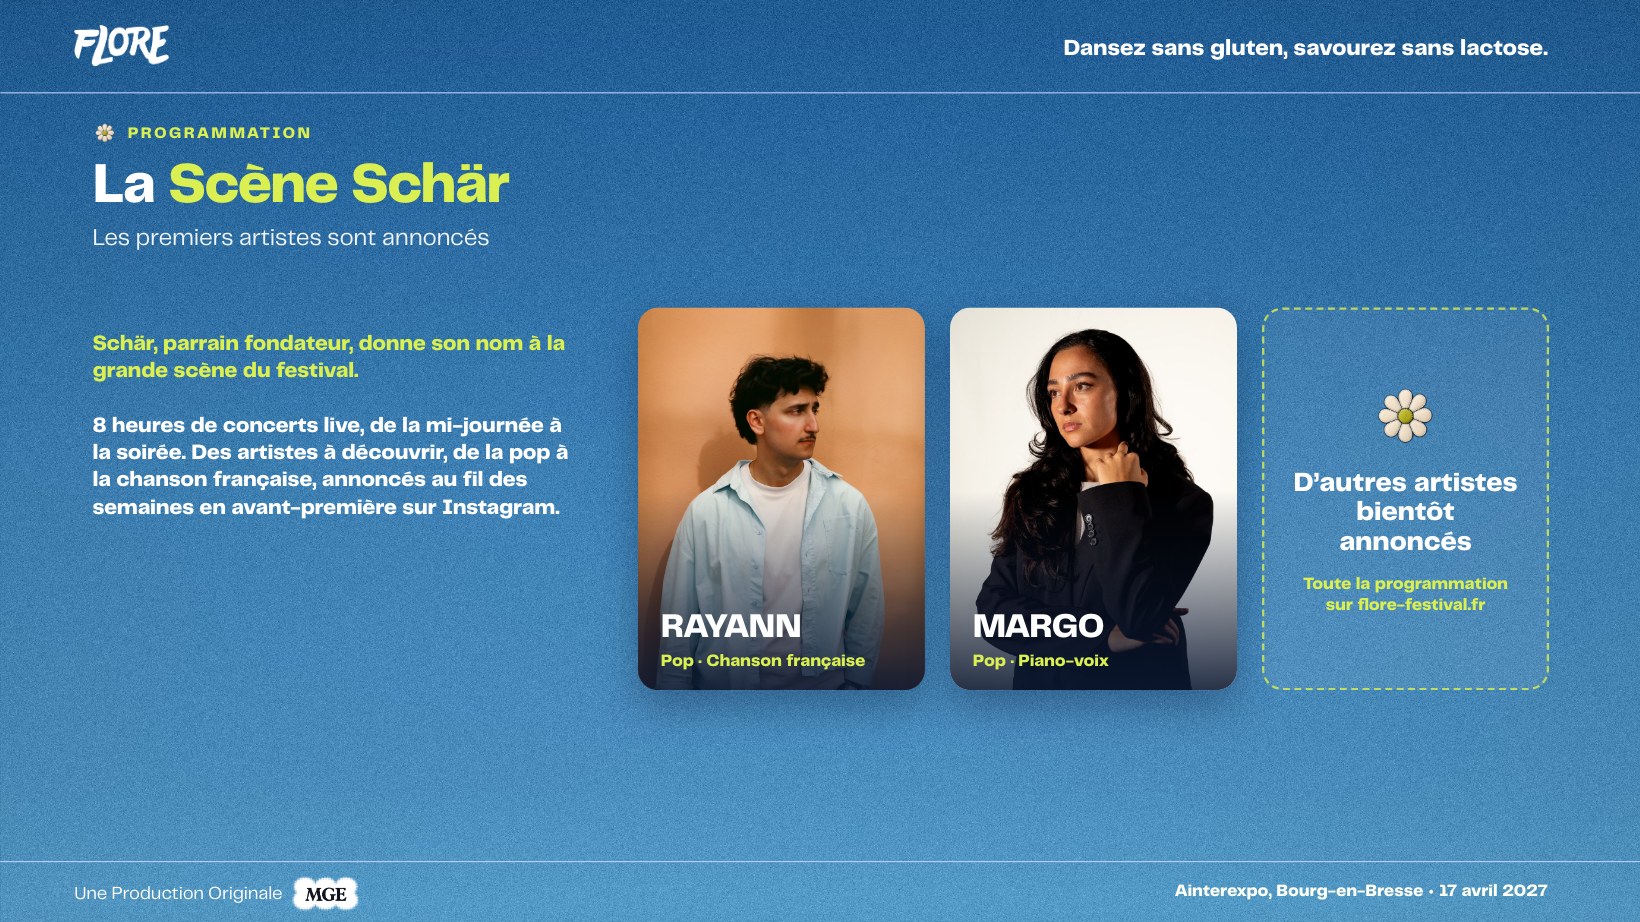 FLORE
Dansez sans gluten, savourez sans lactose.
PROGRAMMATION
La Scène Schär
Les premiers artistes sont annoncés
Schär, parrain fondateur, donne son nom à la
grande scène du festival.
8 heures de concerts live, de la mi-journée à
la soirée. Des artistes à découvrir, de la pop à
la chanson française, annoncés au fil des
semaines en avant-première sur Instagram.
RAYANN
Pop · Chanson française
MARGO
Pop · Piano-voix
D’autres artistes
bientôt
annoncés
Toute la programmation
sur flore-festival.fr
Une Production Originale MGE
Ainterexpo, Bourg-en-Bresse • 17 avril 2027